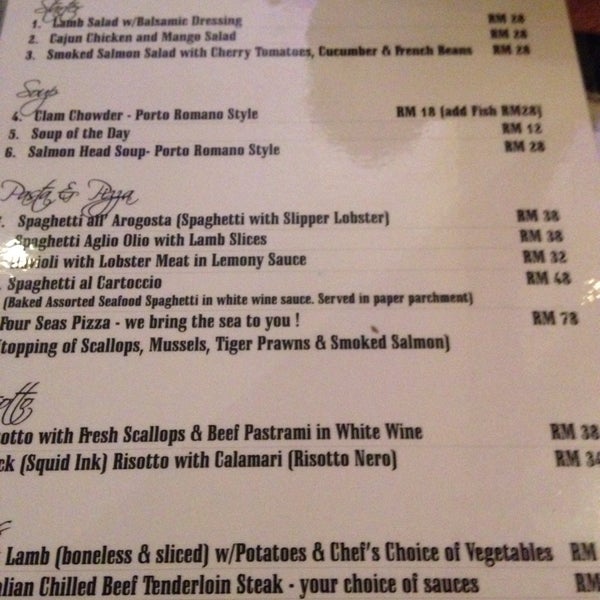 Starter
1. Lamb Salad w/Balsamic Dressing RM 28
2. Cajun Chicken and Mango Salad RM 28
3. Smoked Salmon Salad with Cherry Tomatoes, Cucumber & French Beans RM 28
Soup
4. Clam Chowder - Porto Romano Style RM 18 (add Fish RM28)
5. Soup of the Day RM 12
6. Salmon Head Soup- Porto Romano Style RM 28
Pasta & Pizza
Spaghetti all' Arogosta (Spaghetti with Slipper Lobster) RM 38
Spaghetti Aglio Olio with Lamb Slices RM 38
with Lobster Meat in Lemony Sauce RM 32
Spaghetti al Cartoccio RM 48
(Baked Assorted Seafood Spaghetti in white wine sauce. Served in paper parchment)
Four Seas Pizza - we bring the sea to you ! RM 78
(topping of Scallops, Mussels, Tiger Prawns & Smoked Salmon)
otto
otto with Fresh Scallops & Beef Pastrami in White Wine RM 38
ck (Squid Ink) Risotto with Calamari (Risotto Nero) RM 34
Lamb (boneless & sliced) w/Potatoes & Chef's Choice of Vegetables RM
alian Chilled Beef Tenderloin Steak - your choice of sauces RM